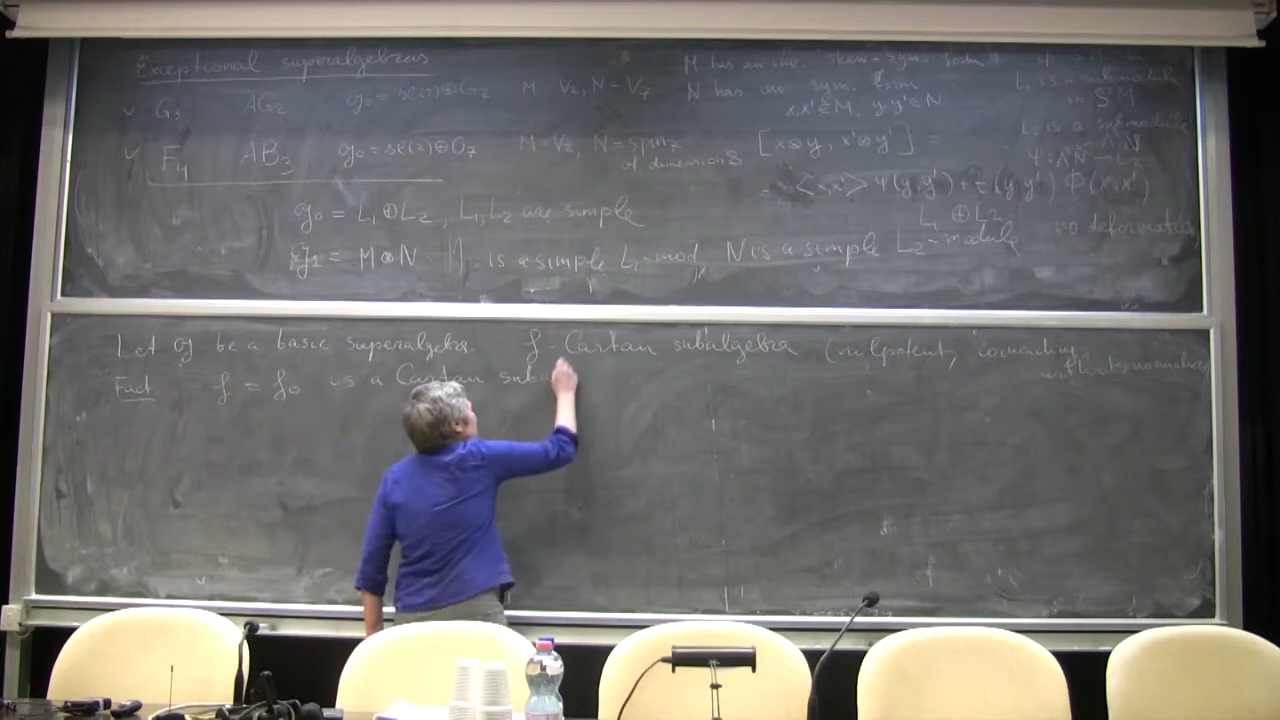 Exceptional superalgebras
G3 AG2 g0 = sl(2)⊕G2 M = V2, N = V7
F4 AB3 g0 = sl(2)⊕O7 M = V2, N = spin7
of dimension 8
g0 = L1 ⊕ L2, L1, L2 are simple
g1 = M⊗N M is a simple L1-mod, N is a simple L2-module
M has an inv. skew-sym. form
N has an sym. form
x,x' ∈ M, y,y' ∈ N
[x⊗y, x'⊗y'] =
<x,x'> Ψ(y,y') + t(y,y') Φ(x,x')
L1 ⊕ L2
L1 is a submodule
in S²M
L2 is a submodule
in Λ²N
Ψ: Λ²N → L2
no deformation
Let g be a basic superalgebra. h - Cartan subalgebra (nilpotent, coinciding
with its normalizer
Fact h = h0 is a Cartan suba